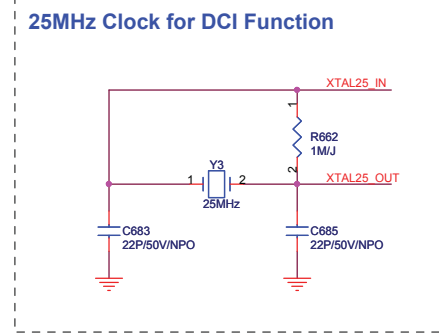 25MHz Clock for DCI Function
XTAL25_IN
1
R662
1M/J
2
Y3
1
2
XTAL25_OUT
25MHz
C683
22P/50V/NPO
C685
22P/50V/NPO